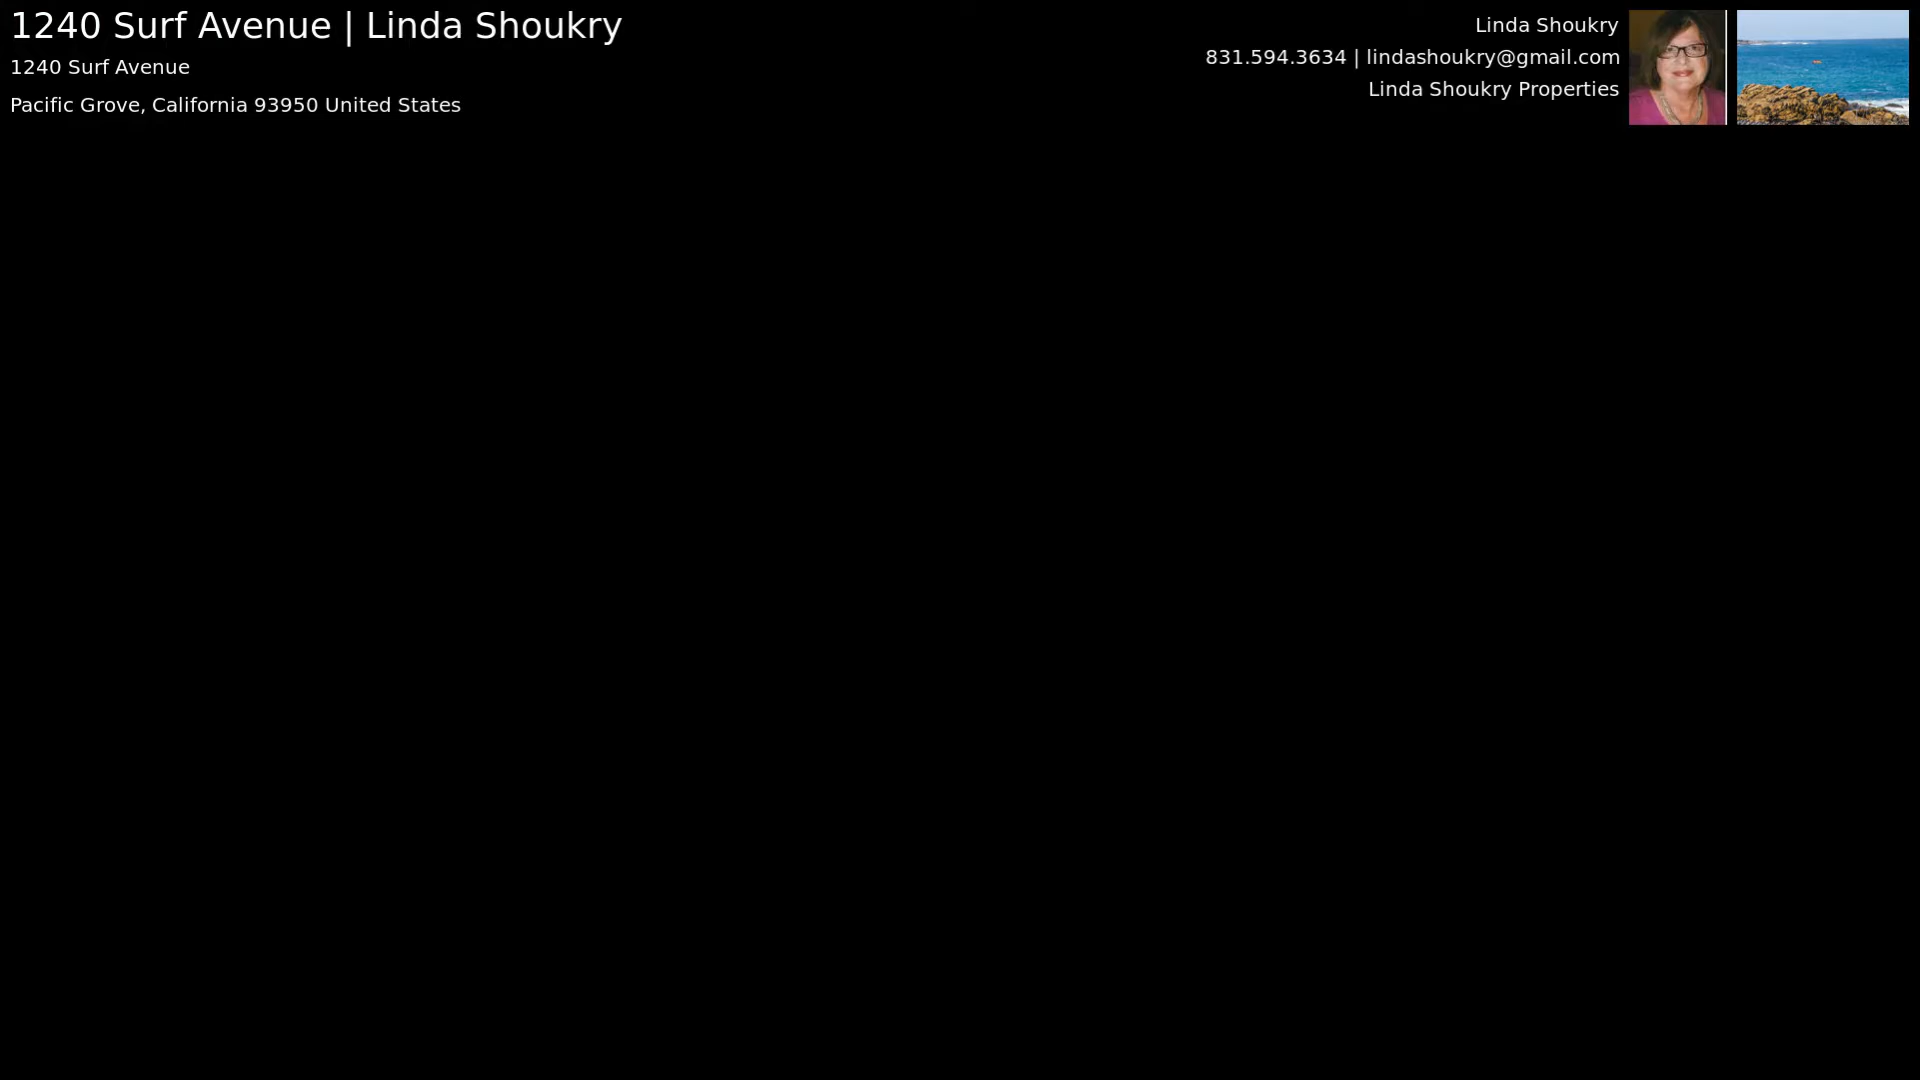 1240 Surf Avenue | Linda Shoukry
1240 Surf Avenue
Pacific Grove, California 93950 United States
Linda Shoukry
831.594.3634 | lindashoukry@gmail.com
Linda Shoukry Properties